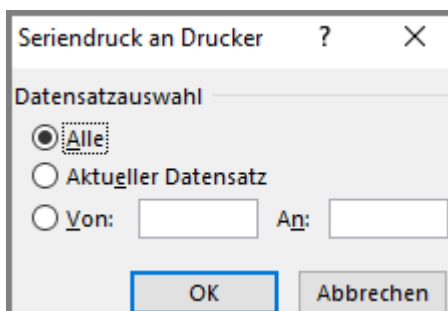 Seriendruck an Drucker ?
Datensatzauswahl
Alle
Aktueller Datensatz
Von: An:
OK Abbrechen